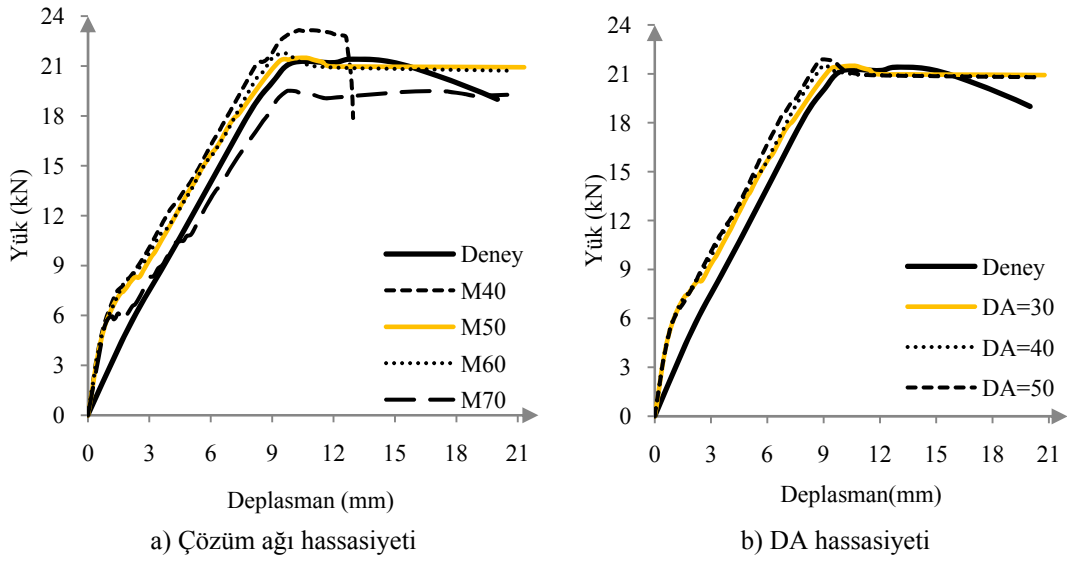 24
21
18
15
12
9
6
3
0
Yük (kN)
0 3 6 9 12 15 18 21
Deplasman (mm)
Deney
M40
M50
M60
M70
a) Çözüm ağı hassasiyeti
24
21
18
15
12
9
6
3
0
Yük (kN)
0 3 6 9 12 15 18 21
Deplasman(mm)
Deney
DA=30
DA=40
DA=50
b) DA hassasiyeti